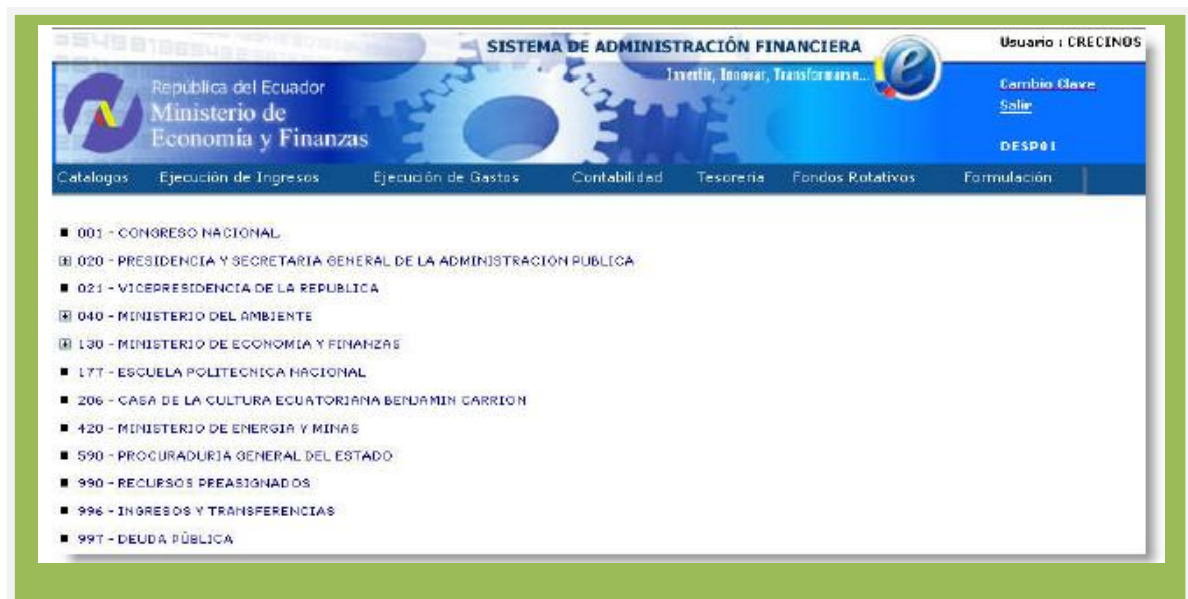 SISTEMA DE ADMINISTRACIÓN FINANCIERA
Usuario : CRECINOS
Invertir, Innovar, Transformarse...
República del Ecuador
Ministerio de
Economía y Finanzas
Cambio Clave
Salir
DESP01
Catalogos Ejecución de Ingresos Ejecución de Gastos Contabilidad Tesoreria Fondos Rotativos Formulación
001 - CONGRESO NACIONAL
020 - PRESIDENCIA Y SECRETARIA GENERAL DE LA ADMINISTRACION PUBLICA
021 - VICEPRESIDENCIA DE LA REPUBLICA
040 - MINISTERIO DEL AMBIENTE
130 - MINISTERIO DE ECONOMIA Y FINANZAS
177 - ESCUELA POLITECNICA NACIONAL
206 - CASA DE LA CULTURA ECUATORIANA BENJAMIN CARRION
420 - MINISTERIO DE ENERGIA Y MINAS
590 - PROCURADURIA GENERAL DEL ESTADO
990 - RECURSOS PREASIGNADOS
996 - INGRESOS Y TRANSFERENCIAS
997 - DEUDA PÚBLICA